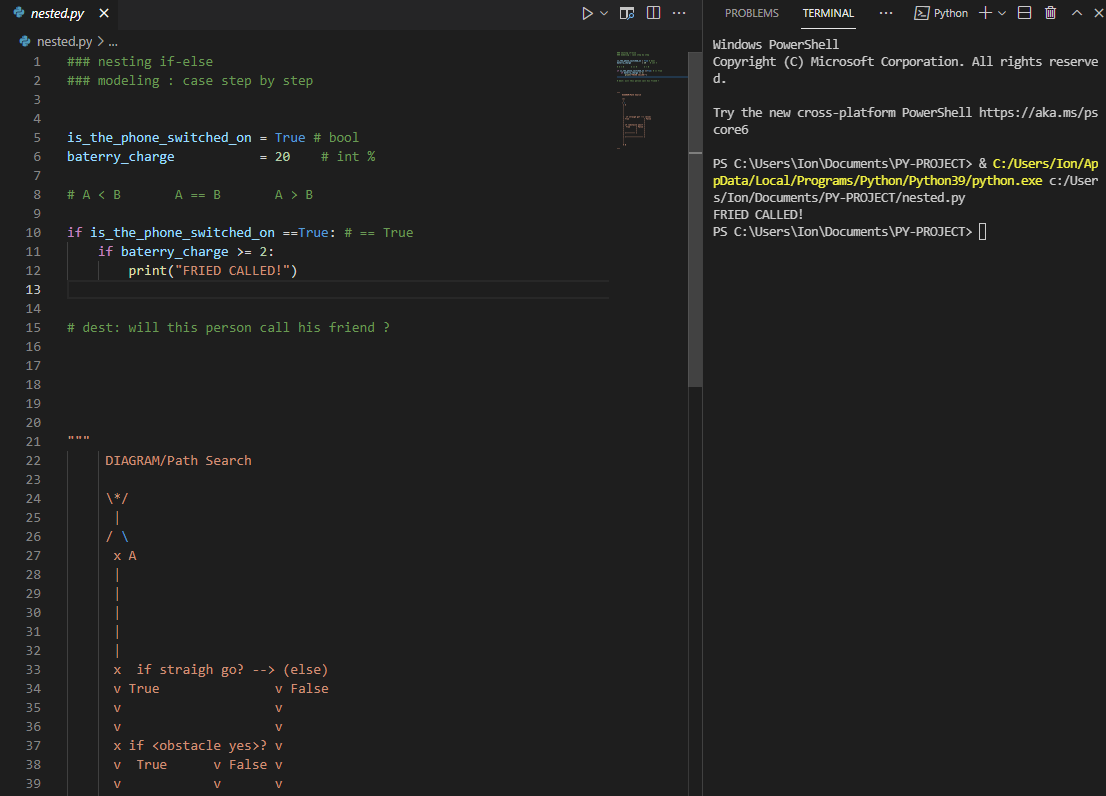 nested.py
nested.py > ...
1 ### nesting if-else
2 ### modeling : case step by step
3
4
5 is_the_phone_switched_on = True # bool
6 baterry_charge           = 20    # int %
7
8 # A < B       A == B       A > B
9
10 if is_the_phone_switched_on ==True: # == True
11     if baterry_charge >= 2:
12         print("FRIED CALLED!")
13
14
15 # dest: will this person call his friend ?
16
17
18
19
20
21 """
22      DIAGRAM/Path Search
23
24      \*/
25       |
26      / \
27       x A
28       |
29       |
30       |
31       |
32       |
33       x  if straigh go? --> (else)
34       v True               v False
35       v                    v
36       v                    v
37       x if <obstacle yes>? v
38       v  True      v False v
39       v            v       v
PROBLEMS TERMINAL ... Python
Windows PowerShell
Copyright (C) Microsoft Corporation. All rights reserve
d.
Try the new cross-platform PowerShell https://aka.ms/ps
core6
PS C:\Users\Ion\Documents\PY-PROJECT> & C:/Users/Ion/Ap
pData/Local/Programs/Python/Python39/python.exe c:/User
s/Ion/Documents/PY-PROJECT/nested.py
FRIED CALLED!
PS C:\Users\Ion\Documents\PY-PROJECT>